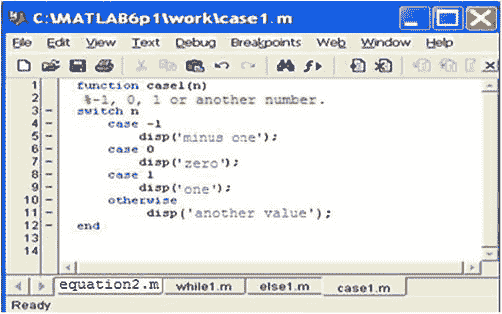 C:\MATLAB6p1\work\case1.m
File Edit View Text Debug Breakpoints Web Window Help
1 function case1(n)
2 %-1, 0, 1 or another number.
3 - switch n
4 case -1
5 - disp('minus one');
6 case 0
7 - disp('zero');
8 case 1
9 - disp('one');
10 - otherwise
11 - disp('another value');
12 - end
13
14
equation2.m while1.m else1.m case1.m
Ready